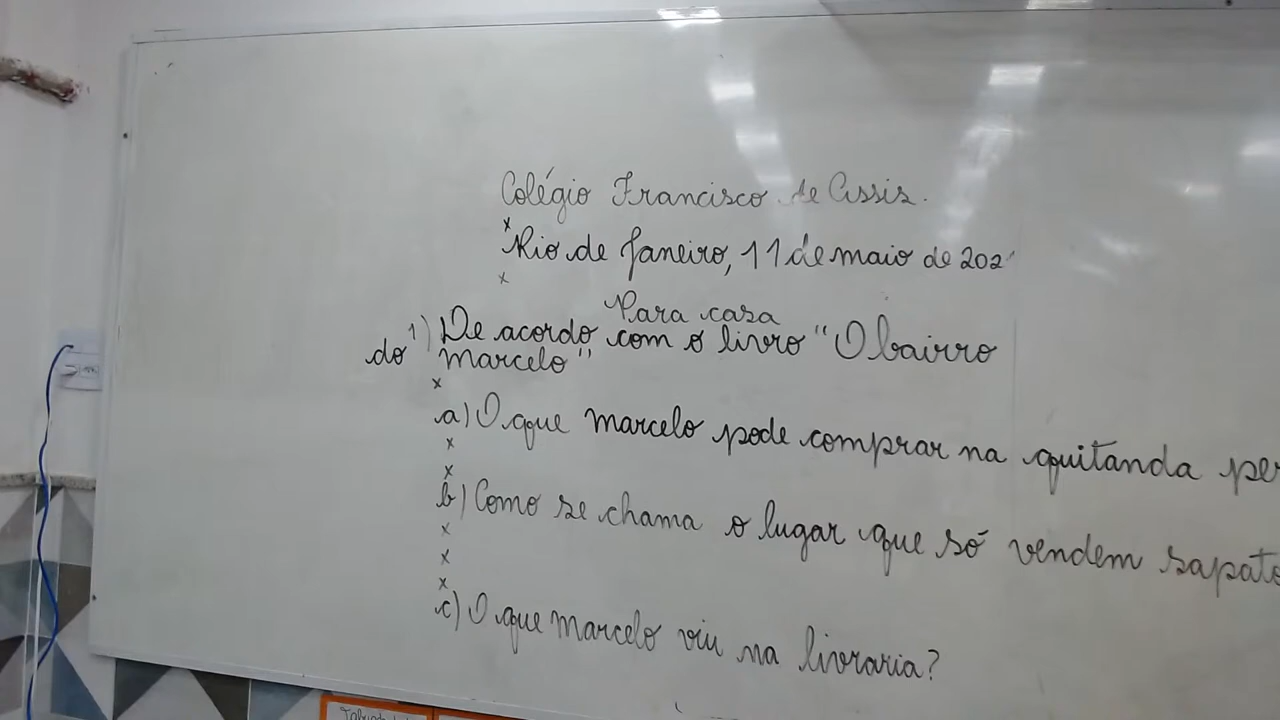 Colégio Francisco de Assis.
x
Rio de Janeiro, 11 de maio de 202
x
Para casa
1) De acordo com o livro "O bairro
do marcelo"
x
a) O que marcelo pode comprar na quitanda
x
x
b) Como se chama o lugar que só vendem
x
x
x
c) O que marcelo viu na livraria?